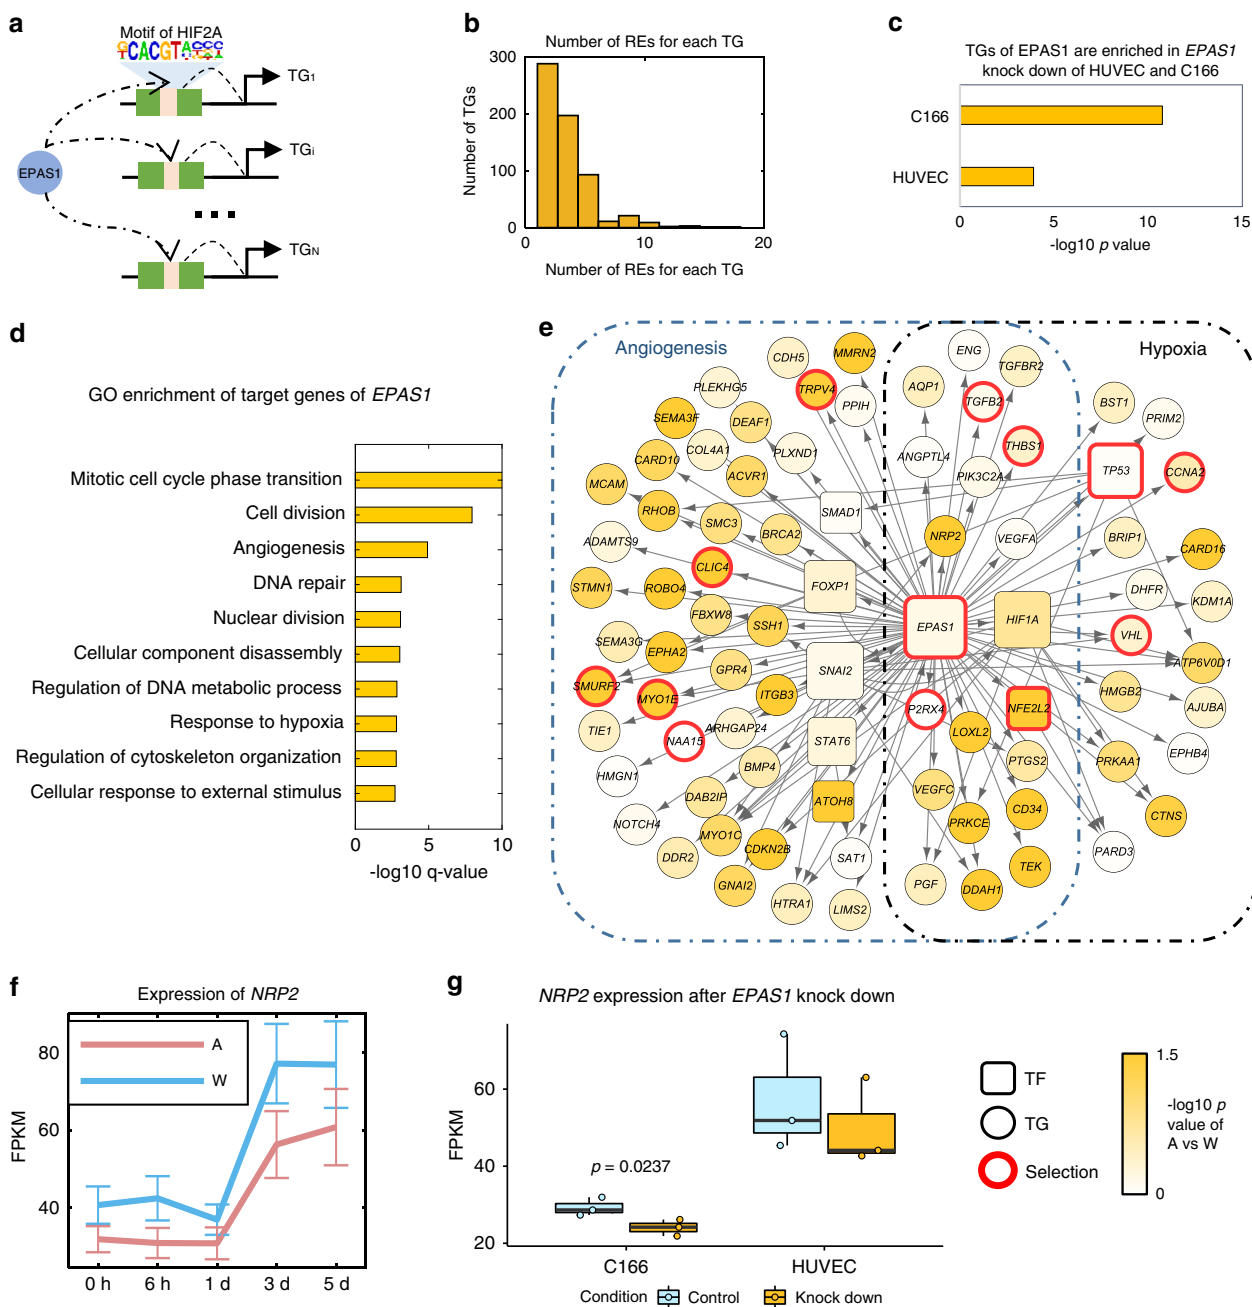 a
Motif of HIF2A
CACGTA
TG1
TGi
TGN
EPAS1
b
Number of REs for each TG
Number of TGs
300
200
100
0
0
10
20
Number of REs for each TG
c
TGs of EPAS1 are enriched in EPAS1
knock down of HUVEC and C166
C166
HUVEC
0
5
10
15
-log10 p value
d
GO enrichment of target genes of EPAS1
Mitotic cell cycle phase transition
Cell division
Angiogenesis
DNA repair
Nuclear division
Cellular component disassembly
Regulation of DNA metabolic process
Response to hypoxia
Regulation of cytoskeleton organization
Cellular response to external stimulus
0
5
10
-log10 q-value
e
Angiogenesis
Hypoxia
CDH5
MMRN2
ENG
TGFBR2
PLEKHG5
TRPV4
PPIH
AQP1
TGFB2
BST1
PRIM2
SEMA3F
DEAF1
THBS1
COL4A1
PLXND1
ANGPTL4
CARD10
ACVR1
PIK3C2A
TP53
CCNA2
MCAM
RHOB
SMC3
SMAD1
BRCA2
NRP2
VEGFA
BRIP1
CARD16
ADAMTS9
CLIC4
FOXP1
STMN1
ROBO4
FBXW8
DHFR
KDM1A
SSH1
EPAS1
HIF1A
VHL
SEMA3G
EPHA2
GPR4
SNAI2
ATP6V0D1
SMURF2
MYO1E
ITGB3
HMGB2
AJUBA
P2RX4
NFE2L2
TIE1
NAA15
ARHGAP24
STAT6
LOXL2
EPHB4
HMGN1
BMP4
PTGS2
PRKAA1
DAB2IP
ATOH8
VEGFC
CD34
CTNS
NOTCH4
MYO1C
PRKCE
DDR2
CDKN2B
SAT1
PARD3
GNAI2
TEK
PGF
DDAH1
HTRA1
LIMS2
f
Expression of NRP2
A
W
FPKM
80
60
40
0 h
6 h
1 d
3 d
5 d
g
NRP2 expression after EPAS1 knock down
FPKM
60
40
20
p = 0.0237
C166
HUVEC
Condition
Control
Knock down
TF
TG
Selection
1.5
-log10 p
value of
A vs W
0